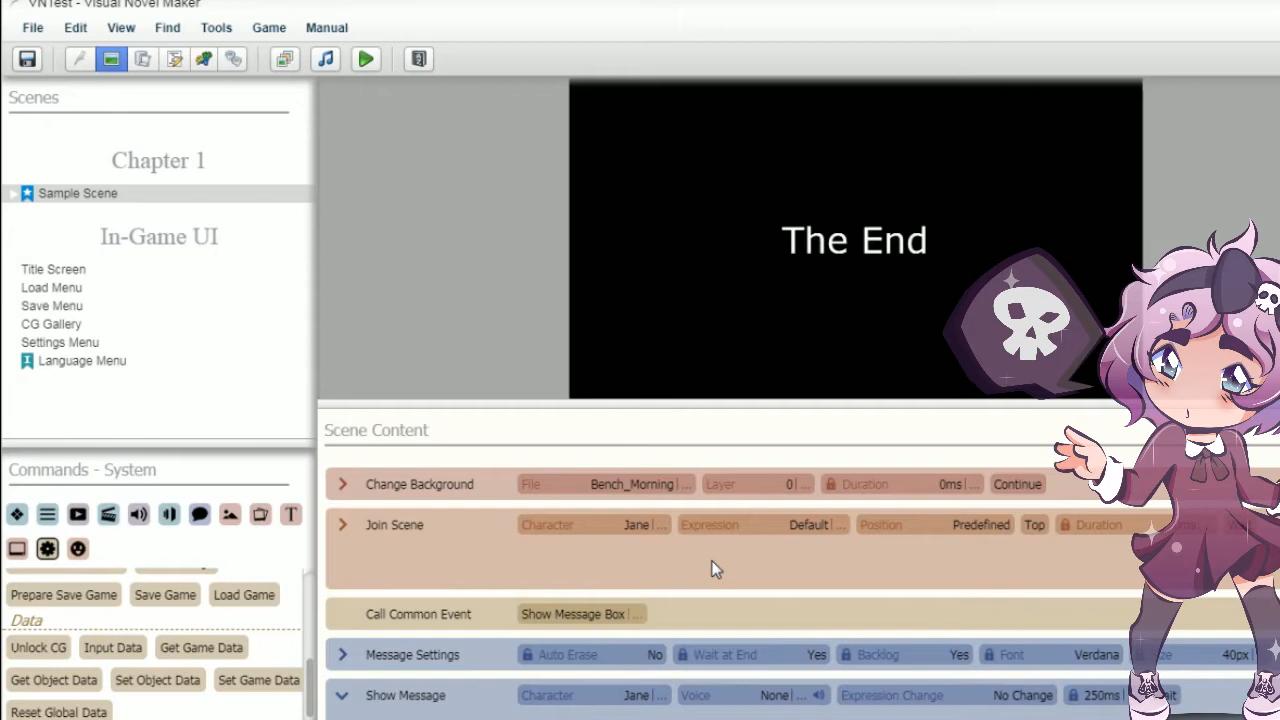 VNTest - Visual Novel Maker
File Edit View Find Tools Game Manual
Scenes
Chapter 1
Sample Scene
In-Game UI
Title Screen
Load Menu
Save Menu
CG Gallery
Settings Menu
Language Menu
The End
Commands - System
Prepare Save Game Save Game Load Game
Data
Unlock CG Input Data Get Game Data
Get Object Data Set Object Data Set Game Data
Reset Global Data
Scene Content
Change Background File Bench_Morning ... Layer 0 ... Duration 0ms ... Continue
Join Scene Character Jane ... Expression Default ... Position Predefined Top Duration
Call Common Event Show Message Box ...
Message Settings Auto Erase No Wait at End Yes Backlog Yes Font Verdana 40px
Show Message Character Jane ... Voice None ... Expression Change No Change 250ms